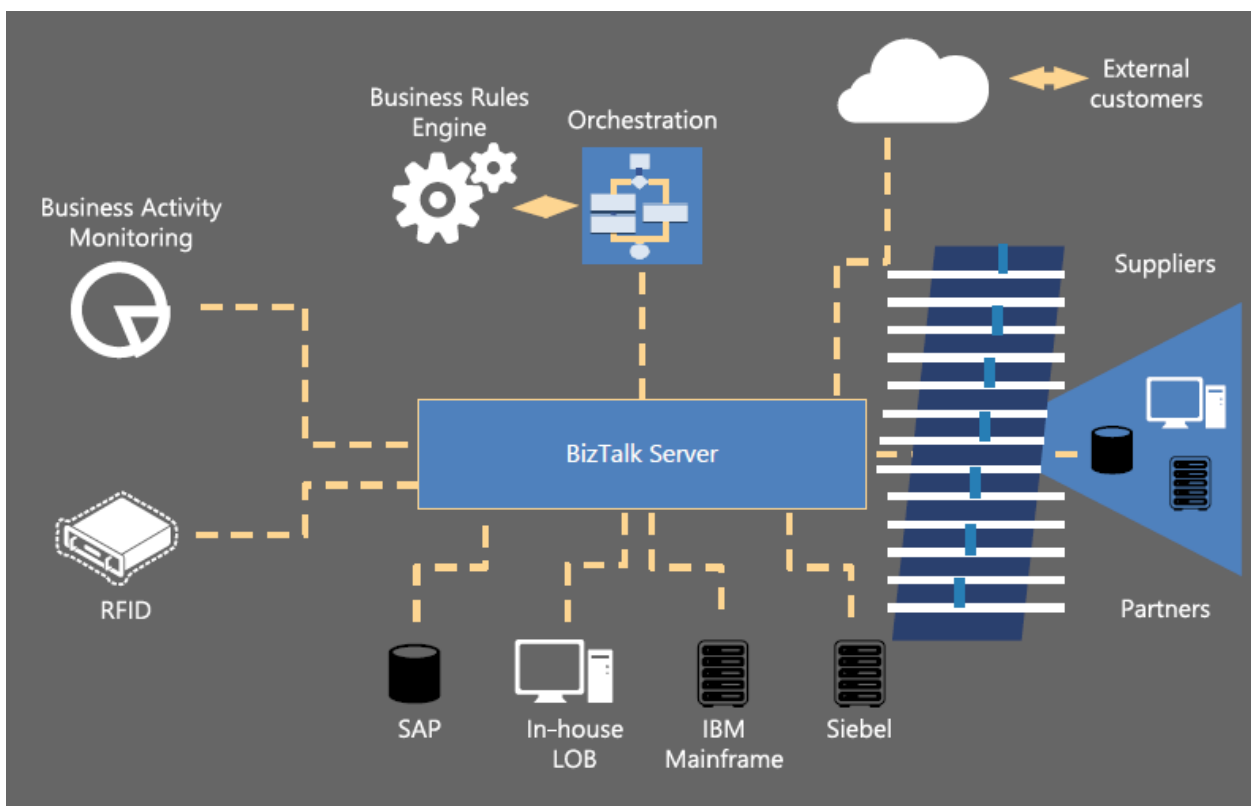 External
customers
Business Rules
Engine
Orchestration
Business Activity
Monitoring
Suppliers
BizTalk Server
RFID
Partners
SAP
In-house
LOB
IBM
Mainframe
Siebel